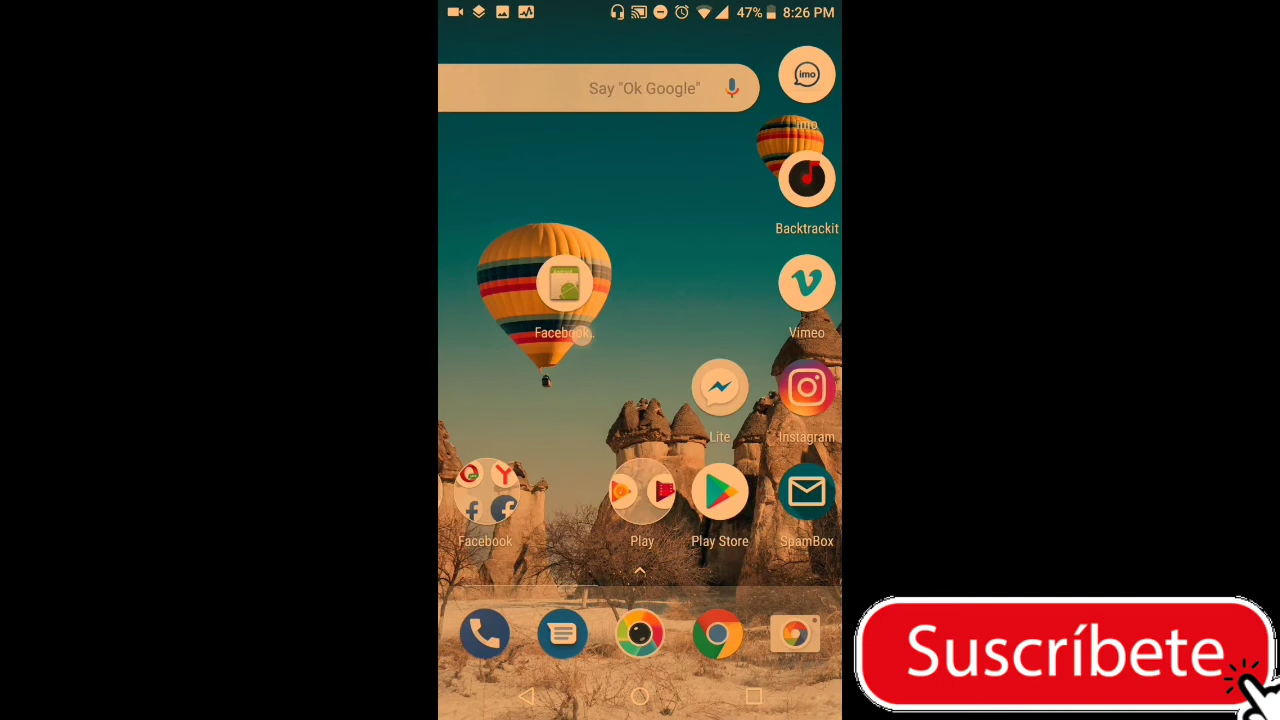 47% 8:26 PM
Say "Ok Google"
imo
imo
Backtrackit
Facebook..
Vimeo
Lite
Instagram
Facebook
Play
Play Store
SpamBox
Suscríbete